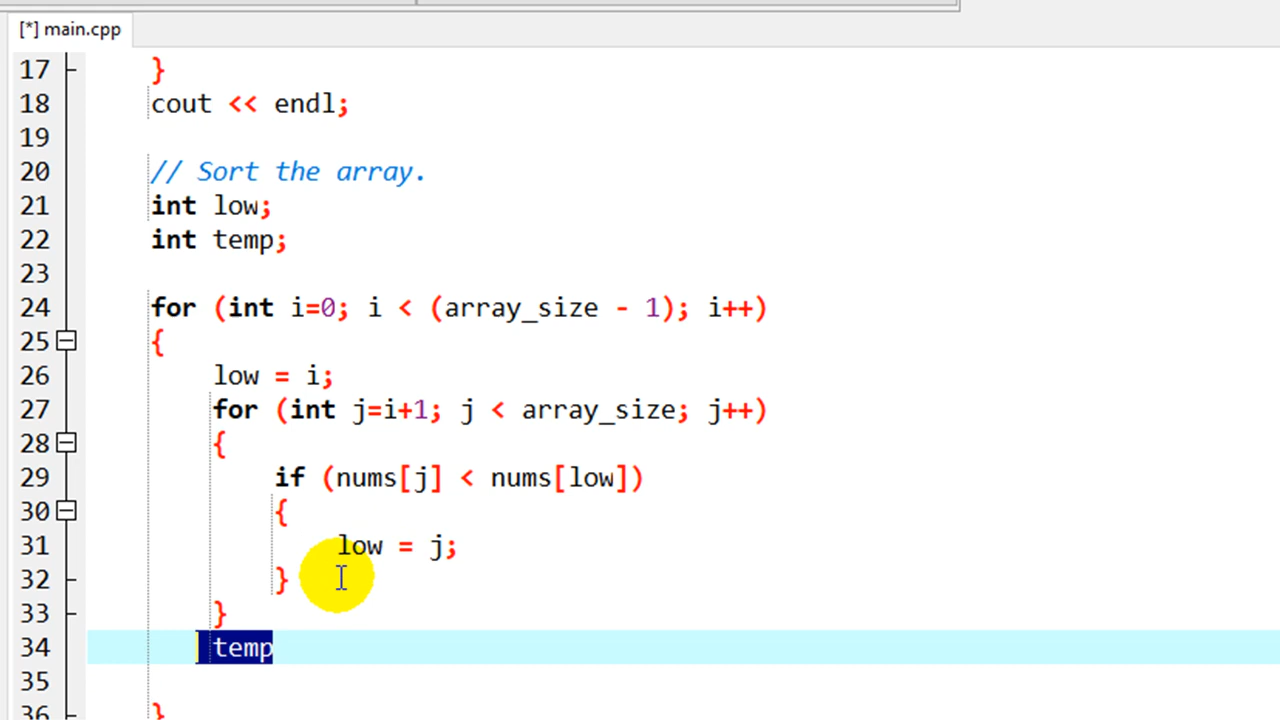 [*] main.cpp
17 }
18 cout << endl;
19
20 // Sort the array.
21 int low;
22 int temp;
23
24 for (int i=0; i < (array_size - 1); i++)
25 {
26 low = i;
27 for (int j=i+1; j < array_size; j++)
28 {
29 if (nums[j] < nums[low])
30 {
31 low = j;
32 }
33 }
34 temp
35
36 }